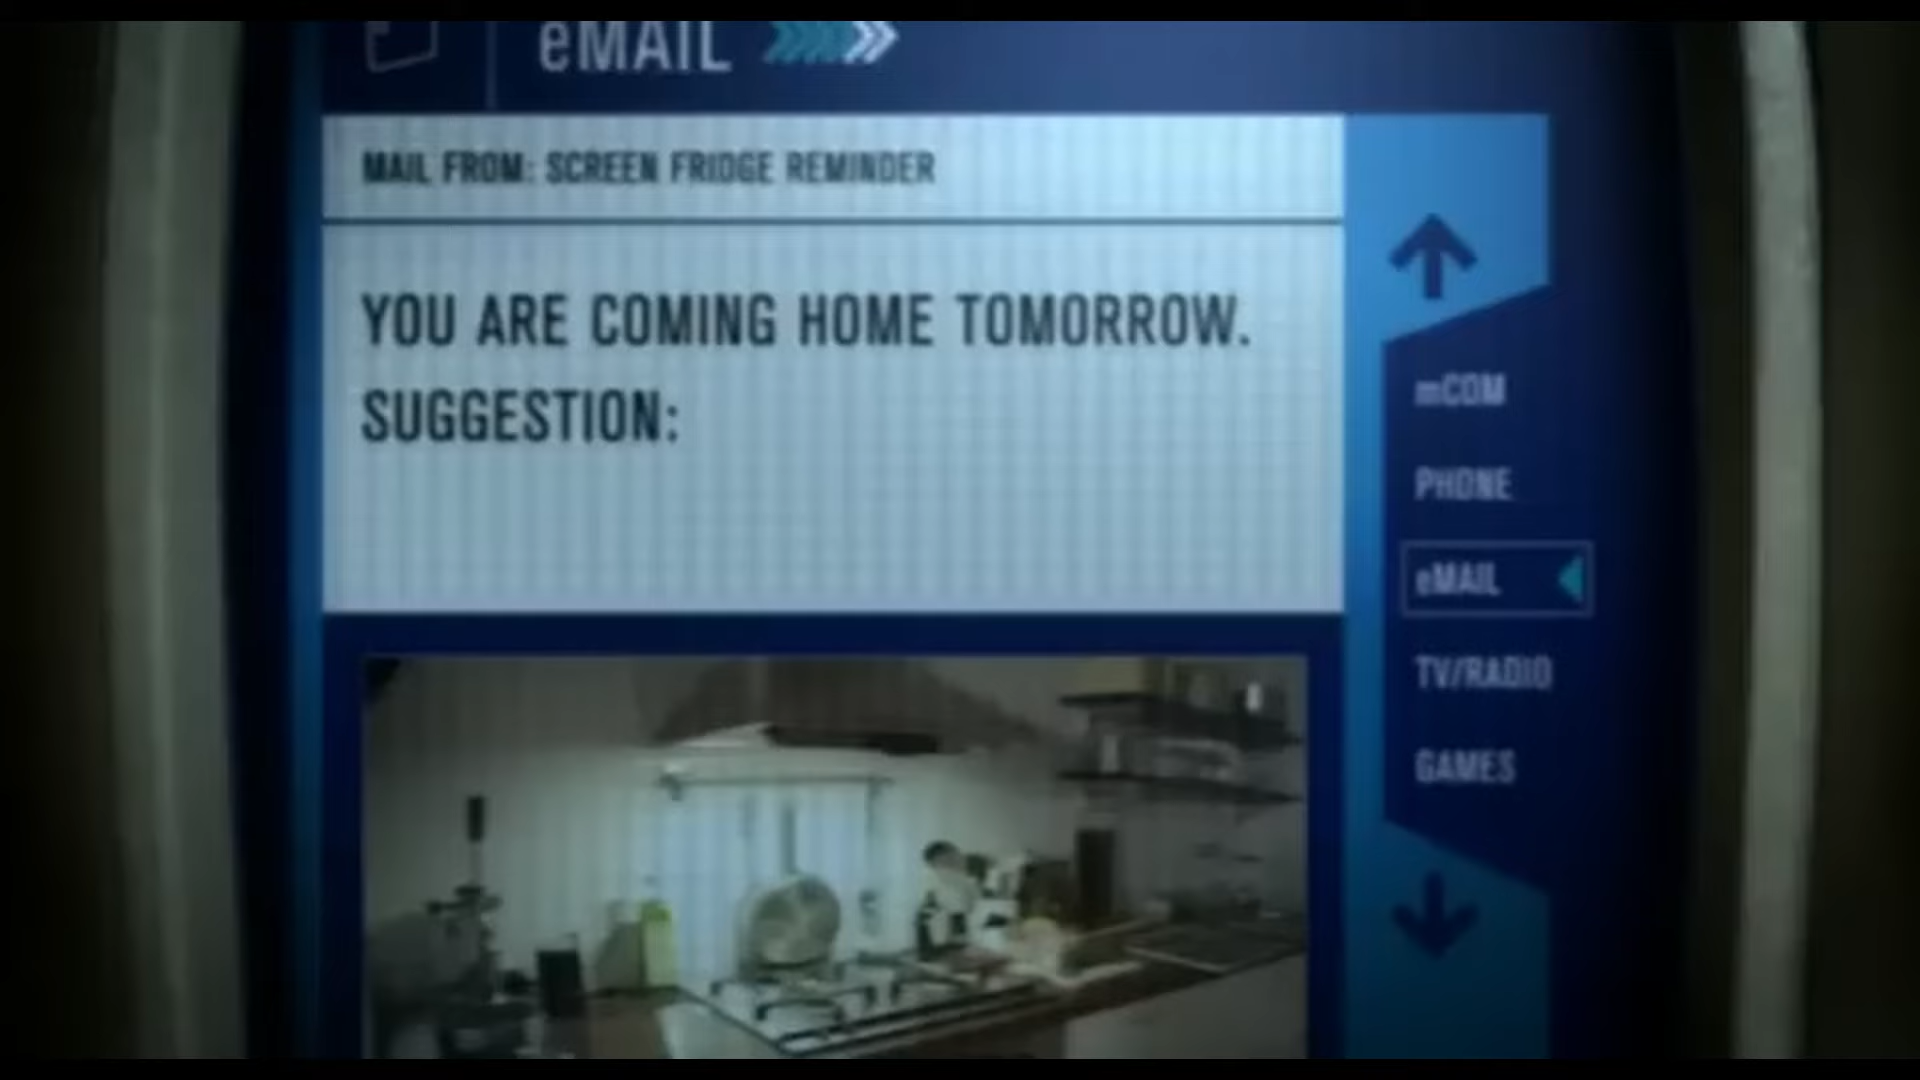 eMAIL
MAIL FROM: SCREEN FRIDGE REMINDER
YOU ARE COMING HOME TOMORROW.
SUGGESTION:
mCOM
PHONE
eMAIL
TV/RADIO
GAMES